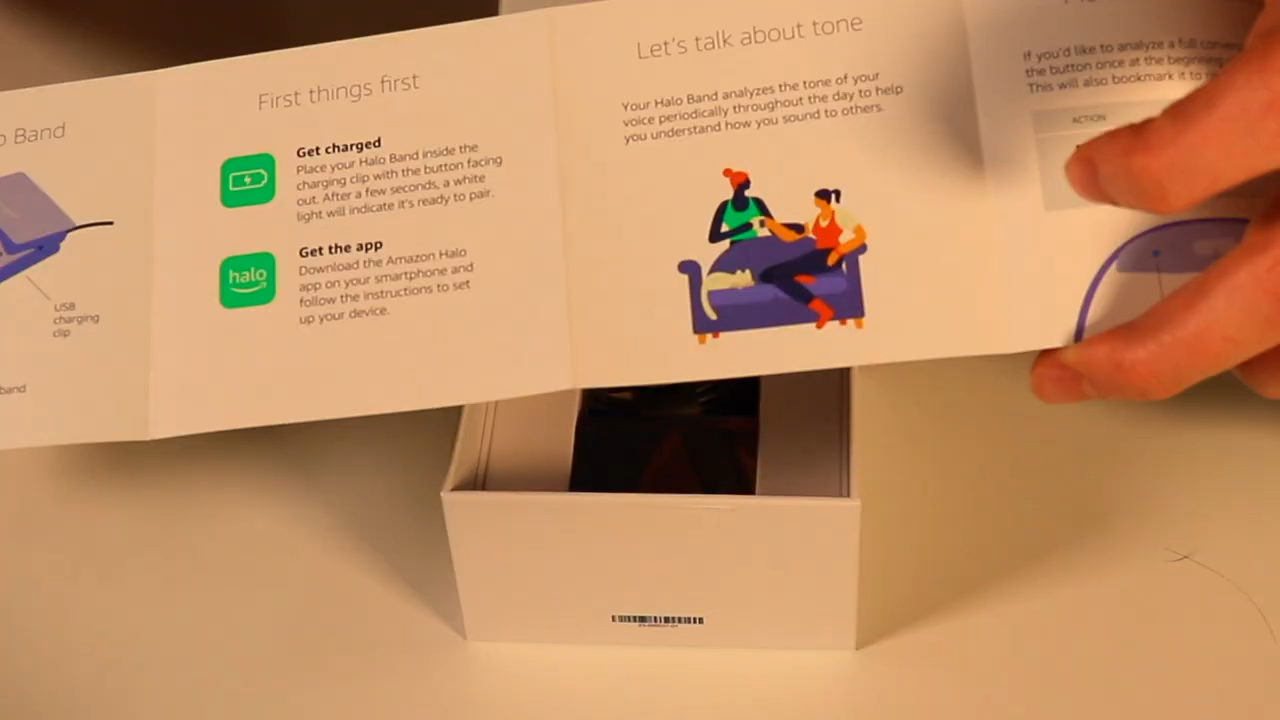 Band
USB
charging
clip
band
First things first
Get charged
Place your Halo Band inside the
charging clip with the button facing
out. After a few seconds, a white
light will indicate it's ready to pair.
halo
Get the app
Download the Amazon Halo
app on your smartphone and
follow the instructions to set
up your device.
Let's talk about tone
Your Halo Band analyzes the tone of your
voice periodically throughout the day to help
you understand how you sound to others.
If you'd like to analyze a full
the button once at the beginning
This will also bookmark it to
ACTION